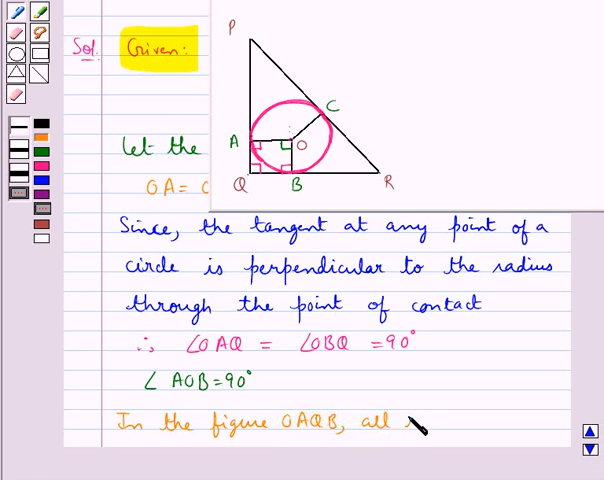 Sol. Given:
P
C
A
O
Q
B
R
Let the
OA =
Since, the tangent at any point of a
circle is perpendicular to the radius
through the point of contact
∴ ∠OAQ = ∠OBQ = 90°
∠ AOB = 90°
In the figure OAQB, all